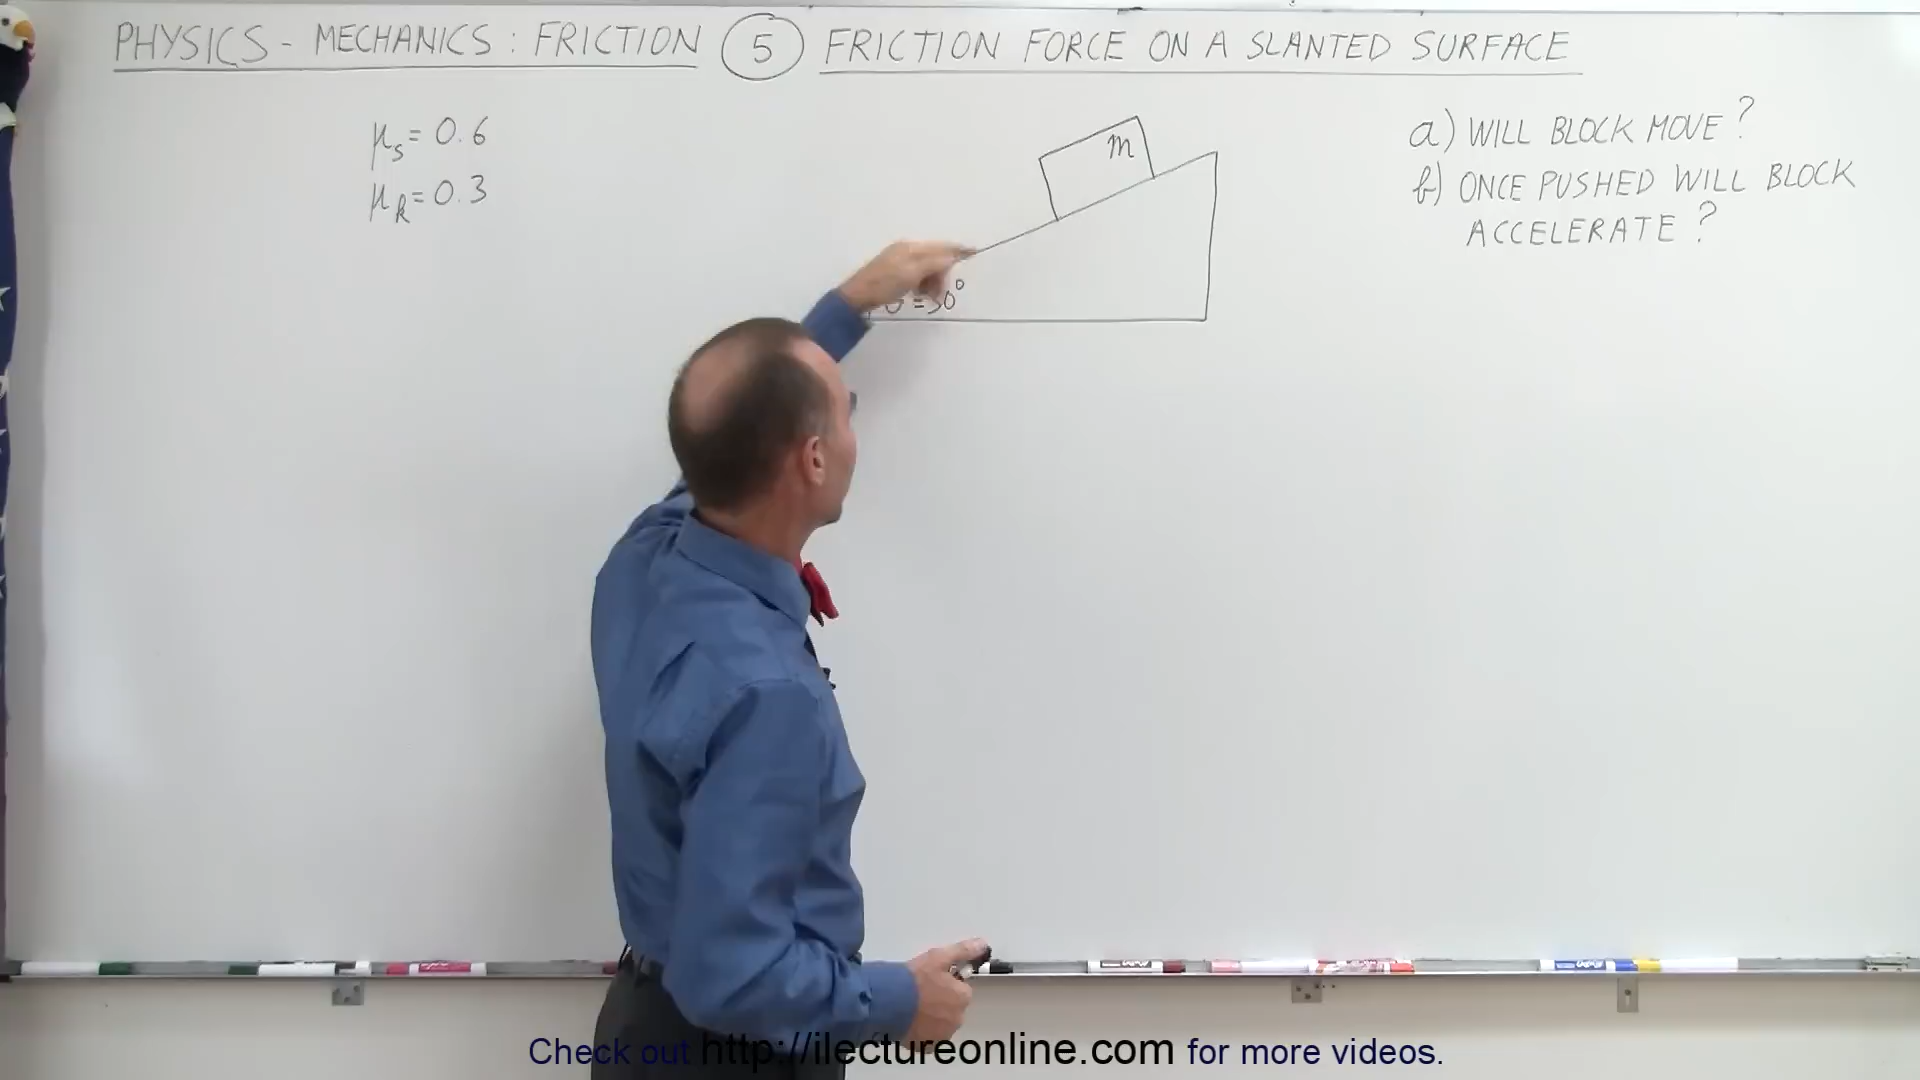 PHYSICS - MECHANICS : FRICTION 5 FRICTION FORCE ON A SLANTED SURFACE
μs = 0.6
μk = 0.3
m
= 30°
a) WILL BLOCK MOVE ?
b) ONCE PUSHED WILL BLOCK
ACCELERATE ?
Check out http://ilectureonline.com for more videos.